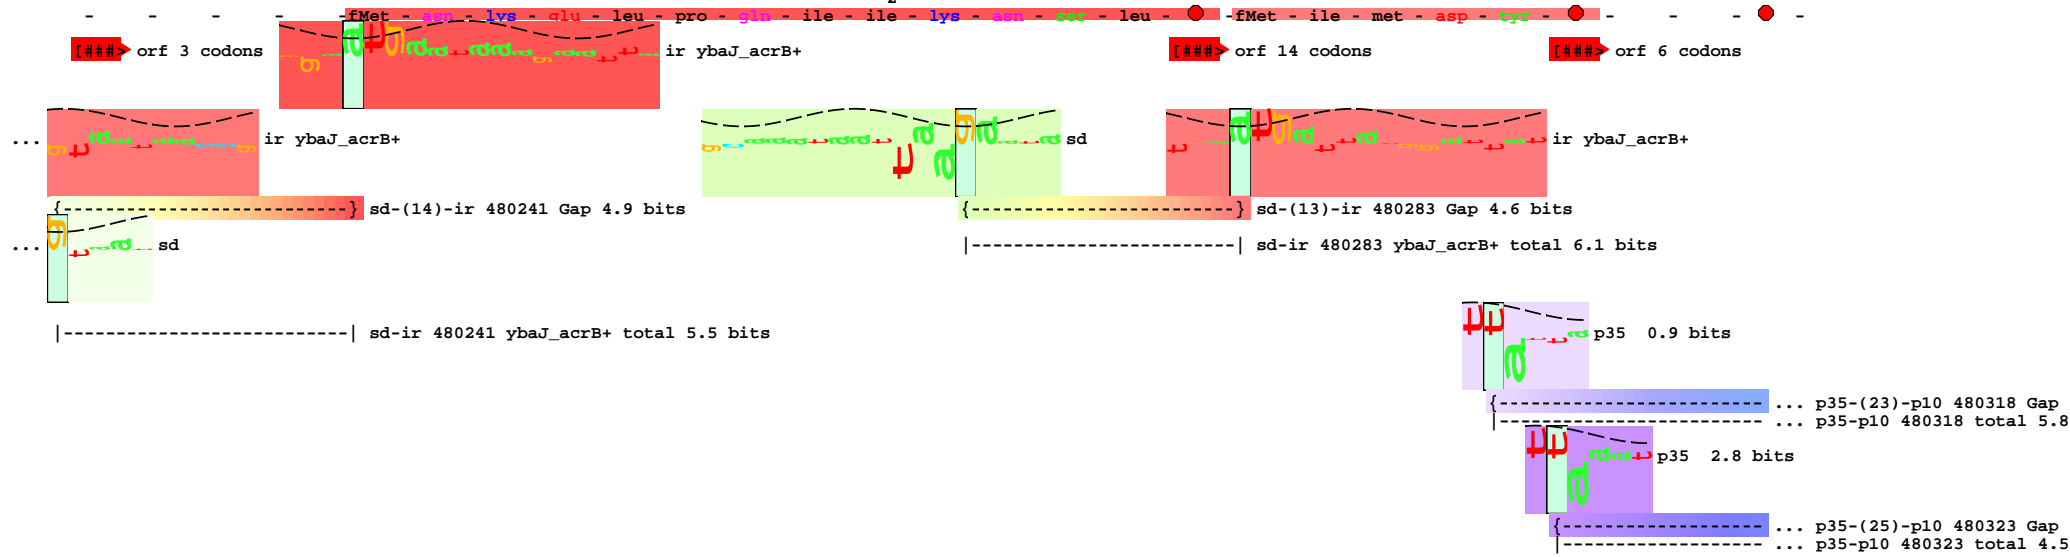 - - - - -fMet - asn - lys - glu - leu - pro - gln - ile - ile - lys - asn - ser - leu - -fMet - ile - met - asp - tyr - - - - -
[###> orf 3 codons ir ybaJ_acrB+ [###> orf 14 codons [###> orf 6 codons
... ir ybaJ_acrB+ sd ir ybaJ_acrB+
{---------------------------} sd-(14)-ir 480241 Gap 4.9 bits {-------------------------} sd-(13)-ir 480283 Gap 4.6 bits
... sd |-------------------------| sd-ir 480283 ybaJ_acrB+ total 6.1 bits
|---------------------------| sd-ir 480241 ybaJ_acrB+ total 5.5 bits
p35 0.9 bits
{------------------------- ... p35-(23)-p10 480318 Gap
|------------------------- ... p35-p10 480318 total 5.8
p35 2.8 bits
{------------------- ... p35-(25)-p10 480323 Gap
|------------------- ... p35-p10 480323 total 4.5